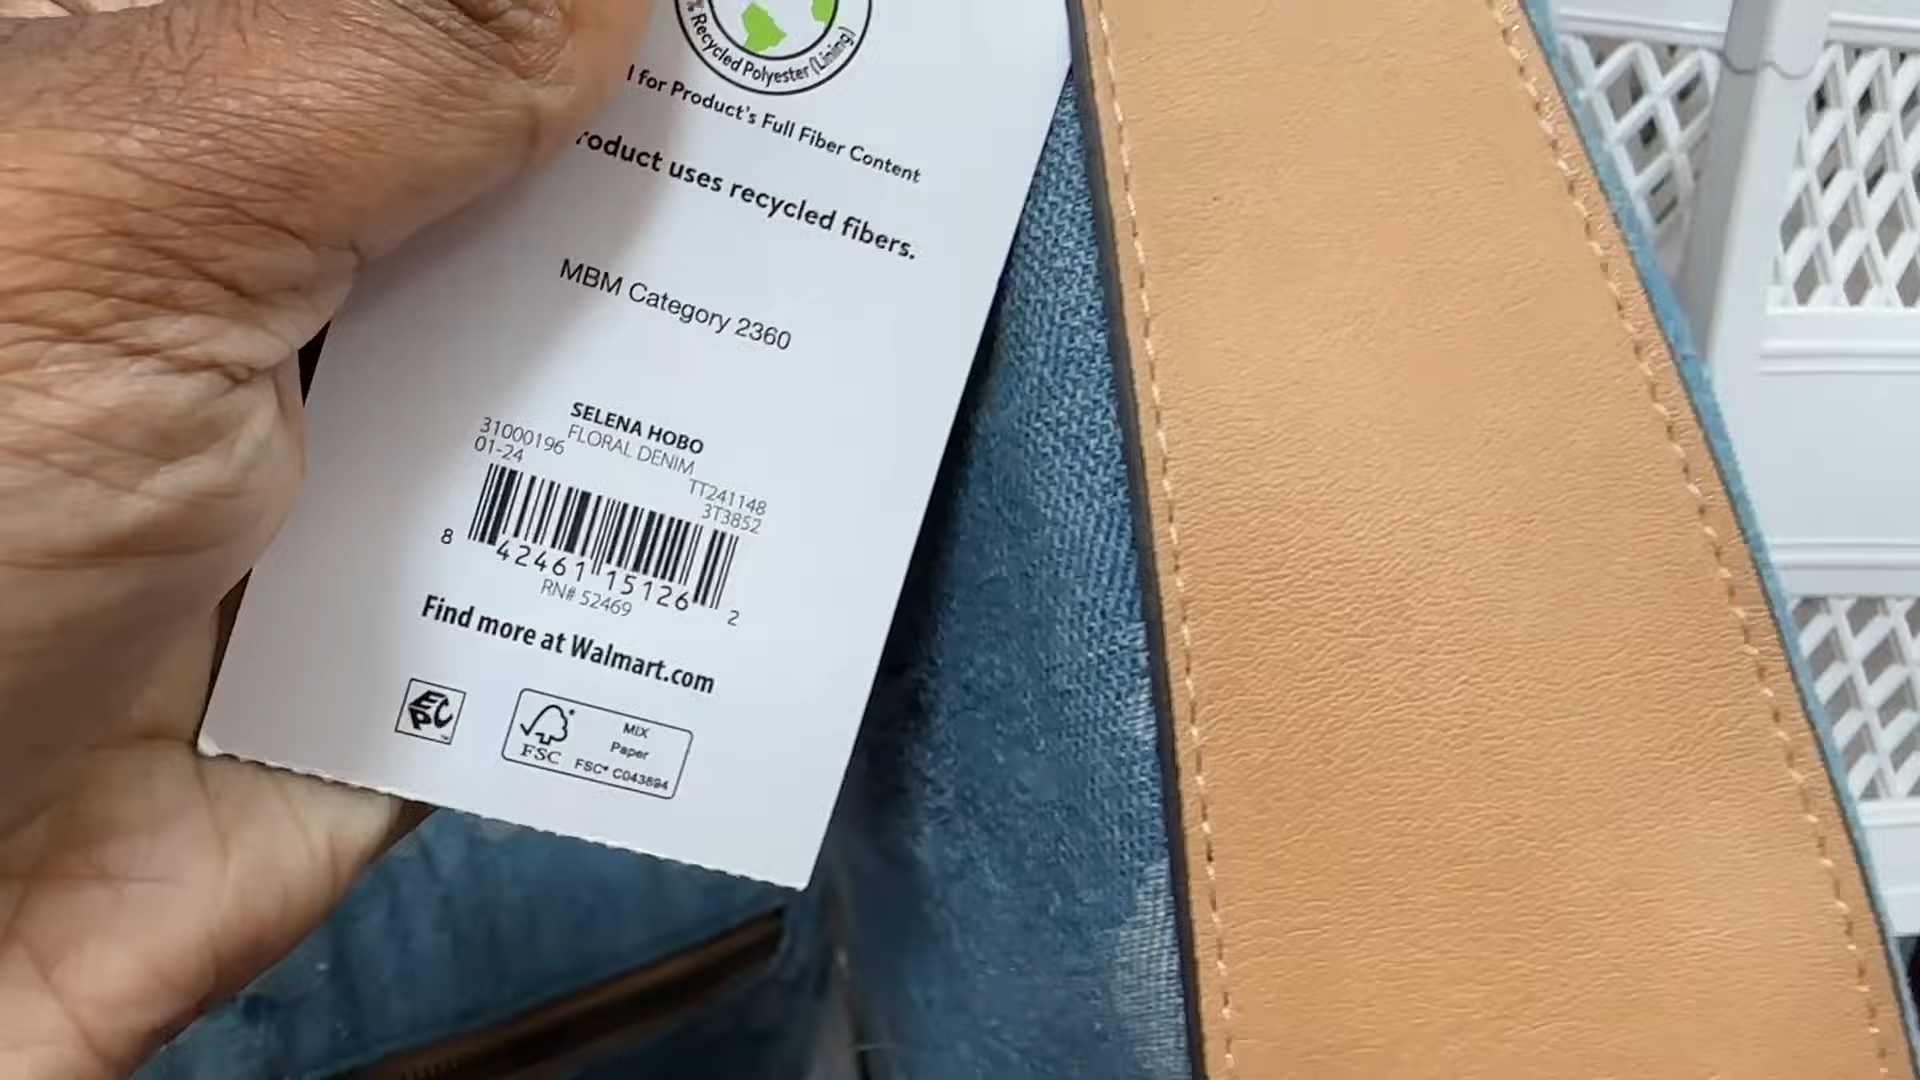 Recycled Polyester (Lining)
for Product's Full Fiber Content
uses recycled fibers.
MBM Category 2360
SELENA HOBO
31000196 FLORAL DENIM
01-24
TT241148
3T3852
8 42461 15126 2
RN# 52469
Find more at Walmart.com
EPC
MIX
Paper
FSC FSC® C043894